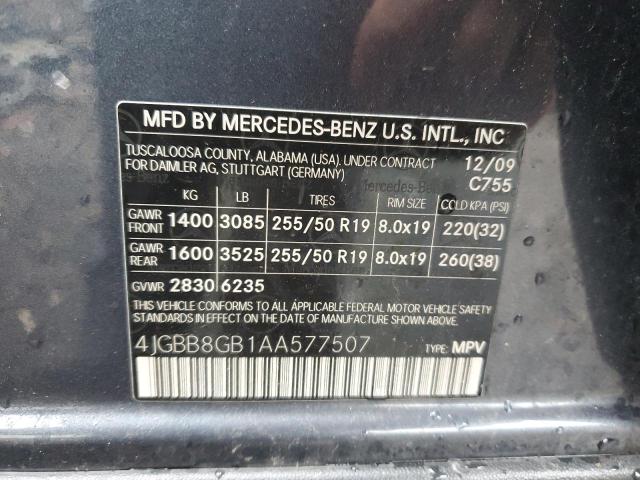 MFD BY MERCEDES-BENZ U.S. INTL., INC
TUSCALOOSA COUNTY, ALABAMA (USA). UNDER CONTRACT 12/09
FOR DAIMLER AG, STUTTGART (GERMANY) C755
KG LB TIRES RIM SIZE COLD KPA (PSI)
GAWR FRONT 1400 3085 255/50 R19 8.0x19 220(32)
GAWR REAR 1600 3525 255/50 R19 8.0x19 260(38)
GVWR 2830 6235
THIS VEHICLE CONFORMS TO ALL APPLICABLE FEDERAL MOTOR VEHICLE SAFETY
STANDARDS IN EFFECT ON THE DATE OF MANUFACTURE SHOWN ABOVE.
4JGBB8GB1AA577507 TYPE: MPV